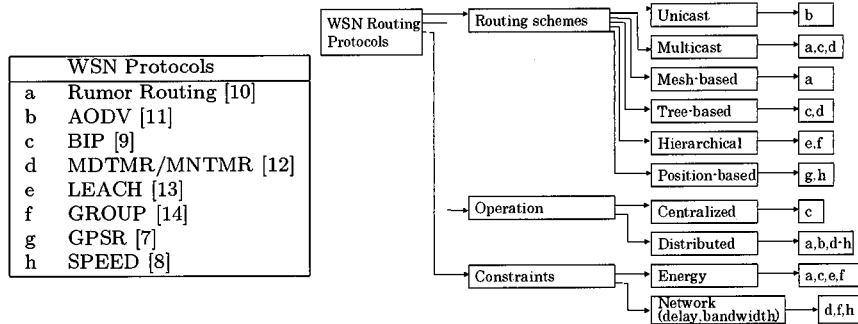 WSN Protocols
a Rumor Routing [10]
b AODV [11]
c BIP [9]
d MDTMR/MNTMR [12]
e LEACH [13]
f GROUP [14]
g GPSR [7]
h SPEED [8]
WSN Routing
Protocols
Routing schemes
Unicast
b
Multicast
a,c,d
Mesh-based
a
Tree-based
c,d
Hierarchical
e,f
Position-based
g,h
Operation
Centralized
c
Distributed
a,b,d-h
Constraints
Energy
a,c,e,f
Network
(delay,bandwidth)
d,f,h